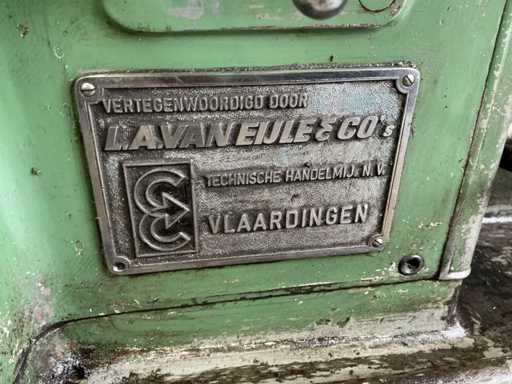 VERTEGENWOORDIGD DOOR
L.A. VAN EIJLE & CO's
TECHNISCHE HANDELMIJ. N.V.
VLAARDINGEN